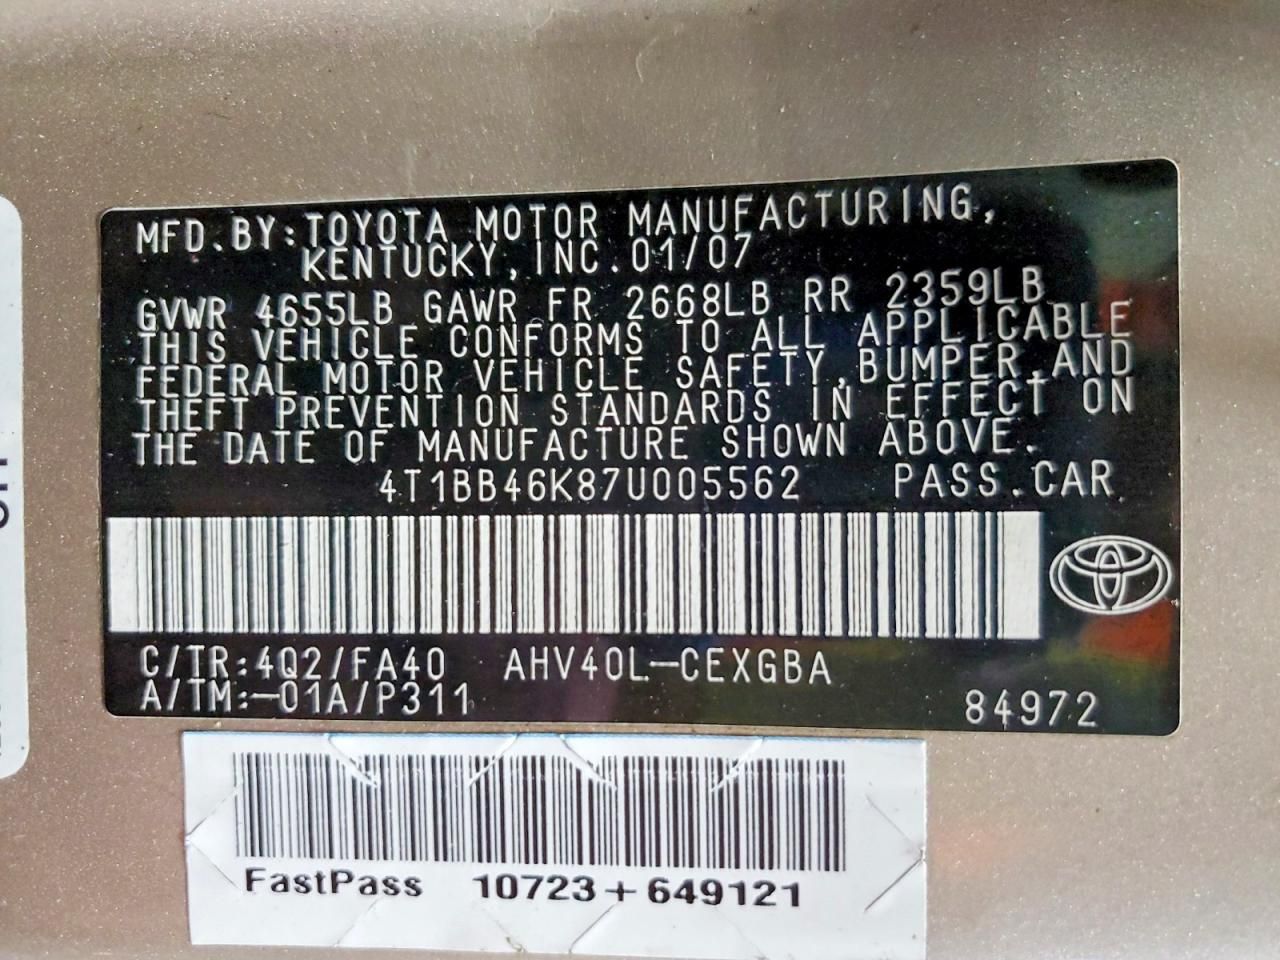 MFD.BY:TOYOTA MOTOR MANUFACTURING,
KENTUCKY, INC. 01/07
GVWR 4655LB GAWR FR 2668LB RR 2359LB
THIS VEHICLE CONFORMS TO ALL APPLICABLE
FEDERAL MOTOR VEHICLE SAFETY, BUMPER, AND
THEFT PREVENTION STANDARDS IN EFFECT ON
THE DATE OF MANUFACTURE SHOWN ABOVE.
4T1BB46K87U005562 PASS.CAR
C/TR:4Q2/FA40 AHV40L-CEXGBA
A/TM:-01A/P311 84972
FastPass 10723+649121